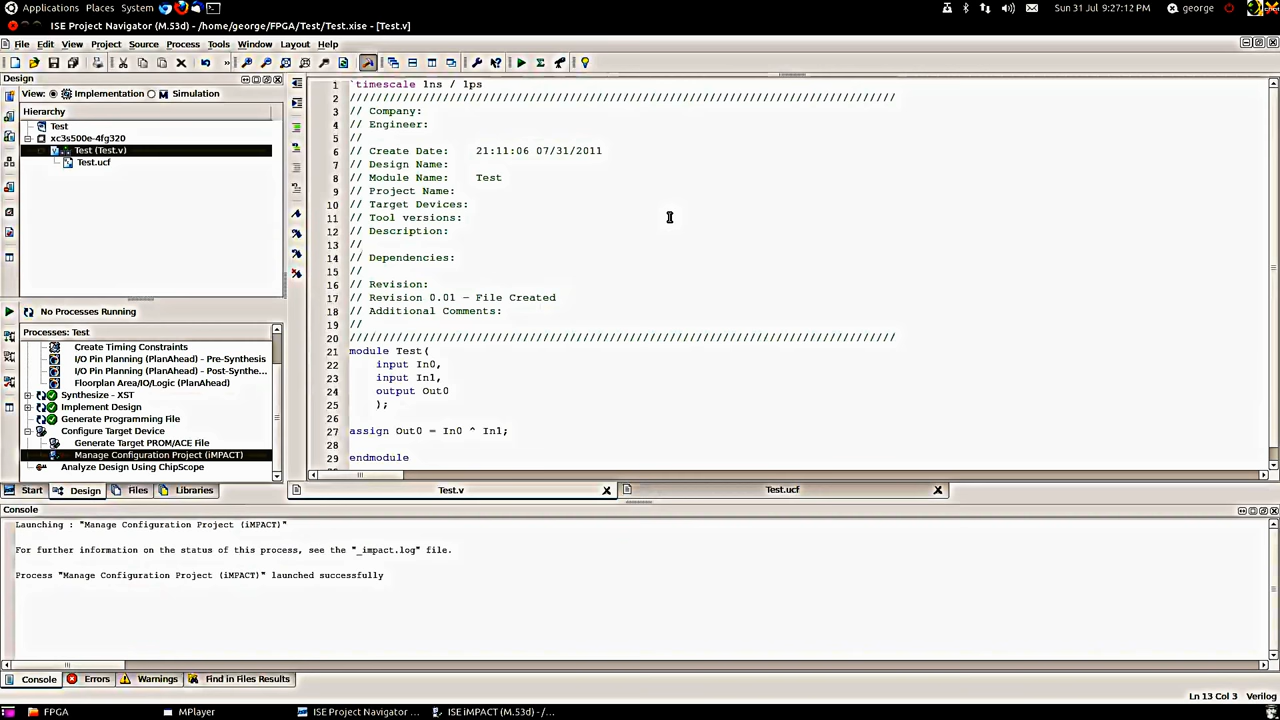 Applications Places System
Sun 31 Jul 9:27:12 PM george
ISE Project Navigator (M.53d) - /home/george/FPGA/Test/Test.xise - [Test.v]
File Edit View Project Source Process Tools Window Layout Help
Design
View: Implementation Simulation
Hierarchy
Test
xc3s500e-4fg320
Test (Test.v)
Test.ucf
No Processes Running
Processes: Test
Create Timing Constraints
I/O Pin Planning (PlanAhead) - Pre-Synthesis
I/O Pin Planning (PlanAhead) - Post-Synthe...
Floorplan Area/IO/Logic (PlanAhead)
Synthesize - XST
Implement Design
Generate Programming File
Configure Target Device
Generate Target PROM/ACE File
Manage Configuration Project (iMPACT)
Analyze Design Using ChipScope
Start Design Files Libraries
1 `timescale 1ns / 1ps
2 //////////////////////////////////////////////////////////////////////////////////
3 // Company:
4 // Engineer:
5 //
6 // Create Date: 21:11:06 07/31/2011
7 // Design Name:
8 // Module Name: Test
9 // Project Name:
10 // Target Devices:
11 // Tool versions:
12 // Description:
13 //
14 // Dependencies:
15 //
16 // Revision:
17 // Revision 0.01 - File Created
18 // Additional Comments:
19 //
20 //////////////////////////////////////////////////////////////////////////////////
21 module Test(
22 input In0,
23 input In1,
24 output Out0
25 );
26
27 assign Out0 = In0 ^ In1;
28
29 endmodule
Test.v Test.ucf
Console
Launching : "Manage Configuration Project (iMPACT)"
For further information on the status of this process, see the "_impact.log" file.
Process "Manage Configuration Project (iMPACT)" launched successfully
Console Errors Warnings Find in Files Results
Ln 13 Col 3 Verilog
FPGA MPlayer ISE Project Navigator ... ISE iMPACT (M.53d) - /...